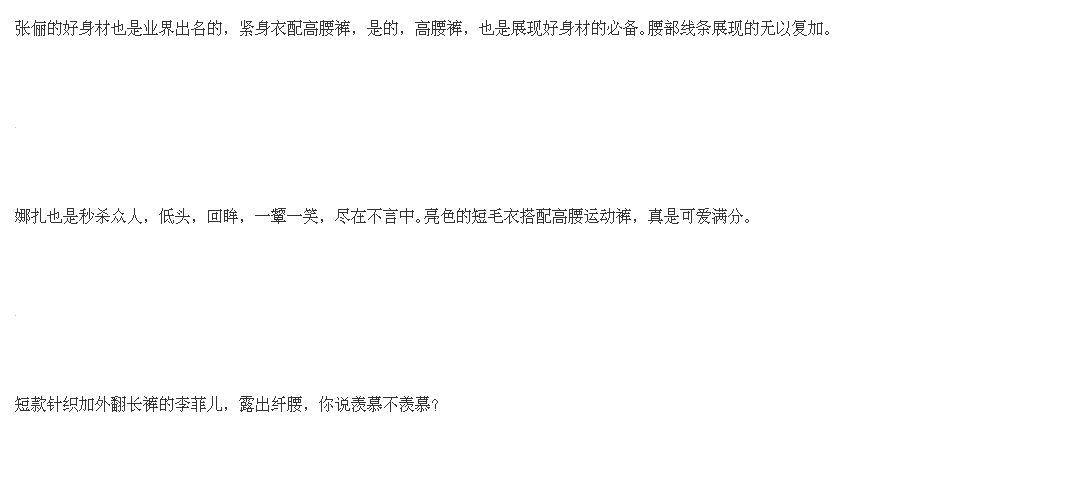 张俪的好身材也是业界出名的，紧身衣配高腰裤，是的，高腰裤，也是展现好身材的必备。腰部线条展现的无以复加。
娜扎也是秒杀众人，低头，回眸，一颦一笑，尽在不言中。亮色的短毛衣搭配高腰运动裤，真是可爱满分。
短款针织加外翻长裤的李菲儿，露出纤腰，你说羡慕不羡慕？